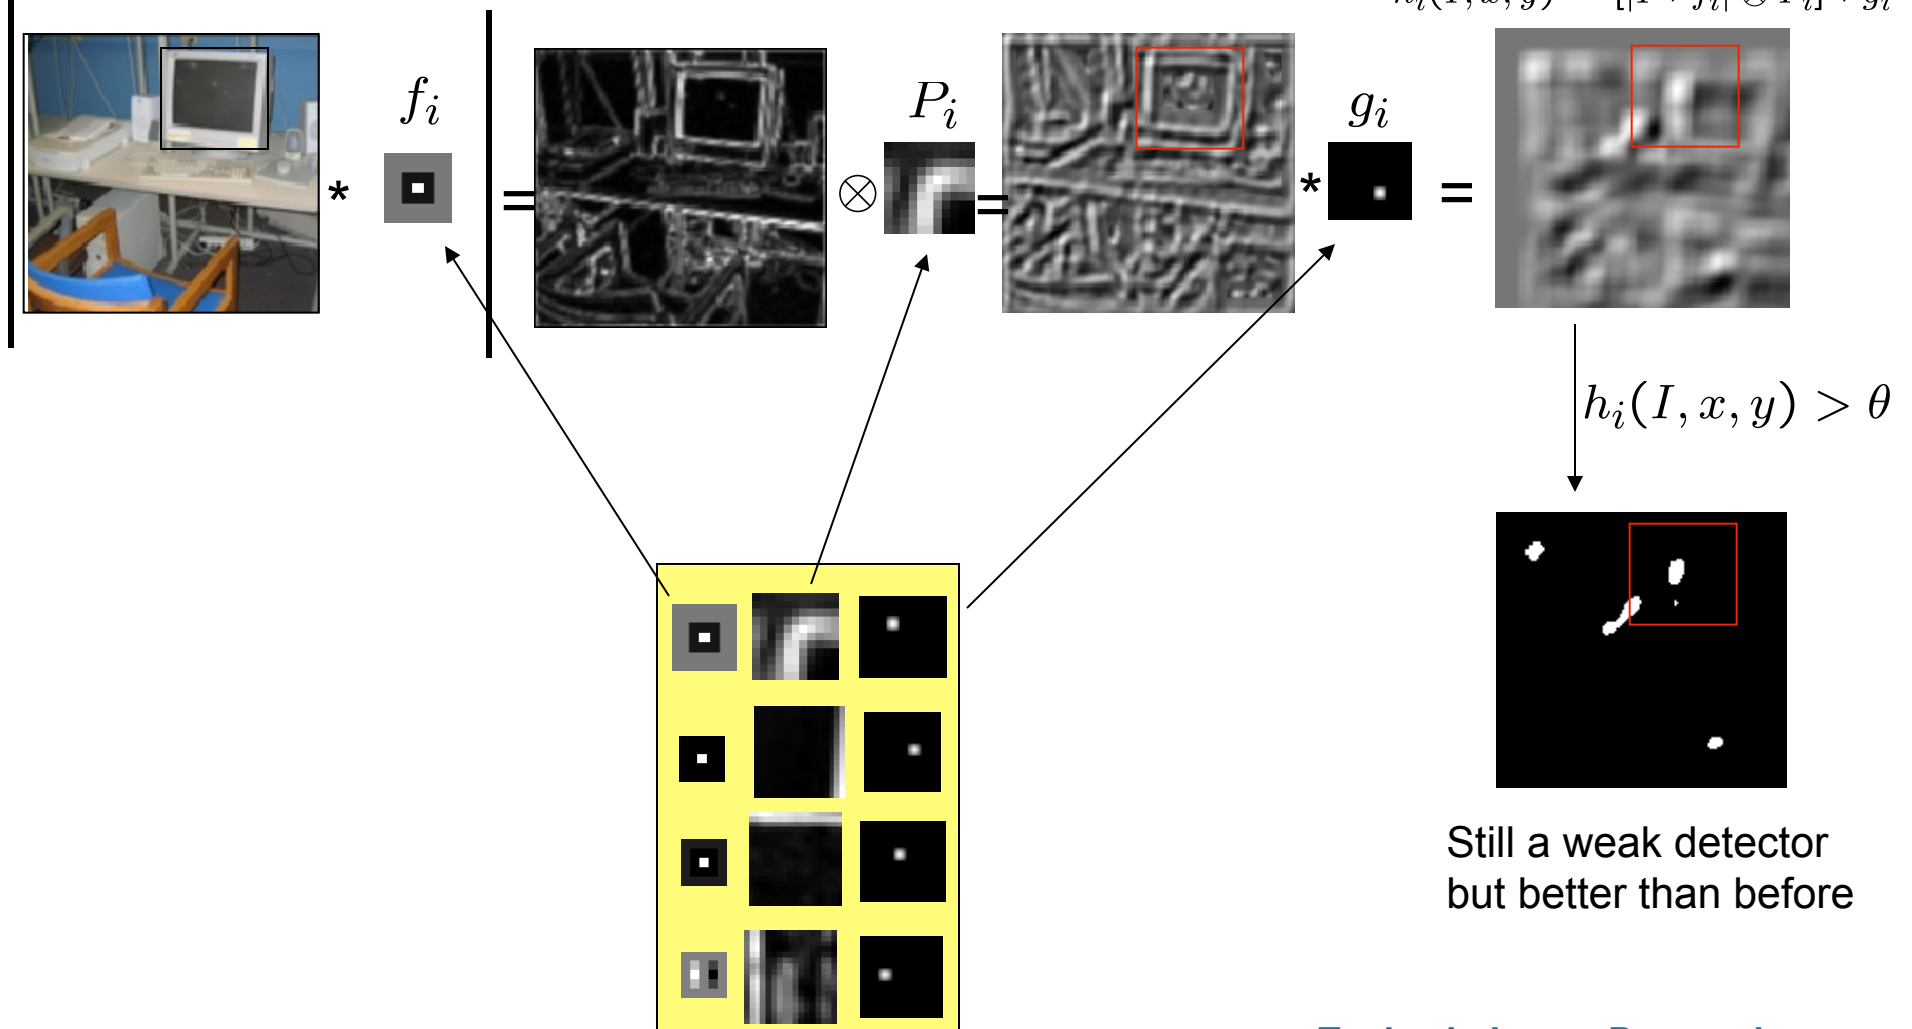 f_i
P_i
g_i
*
=
⊗
=
*
=
h_i(I, x, y) > θ
Still a weak detector
but better than before